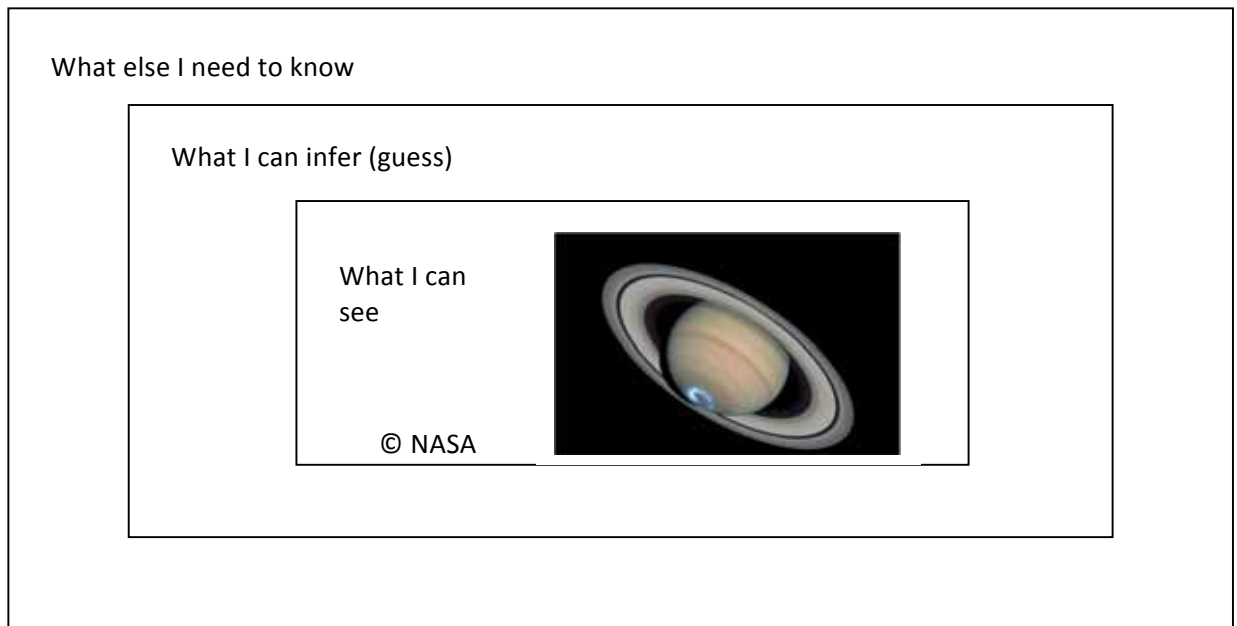 What else I need to know
What I can infer (guess)
What I can
see
© NASA